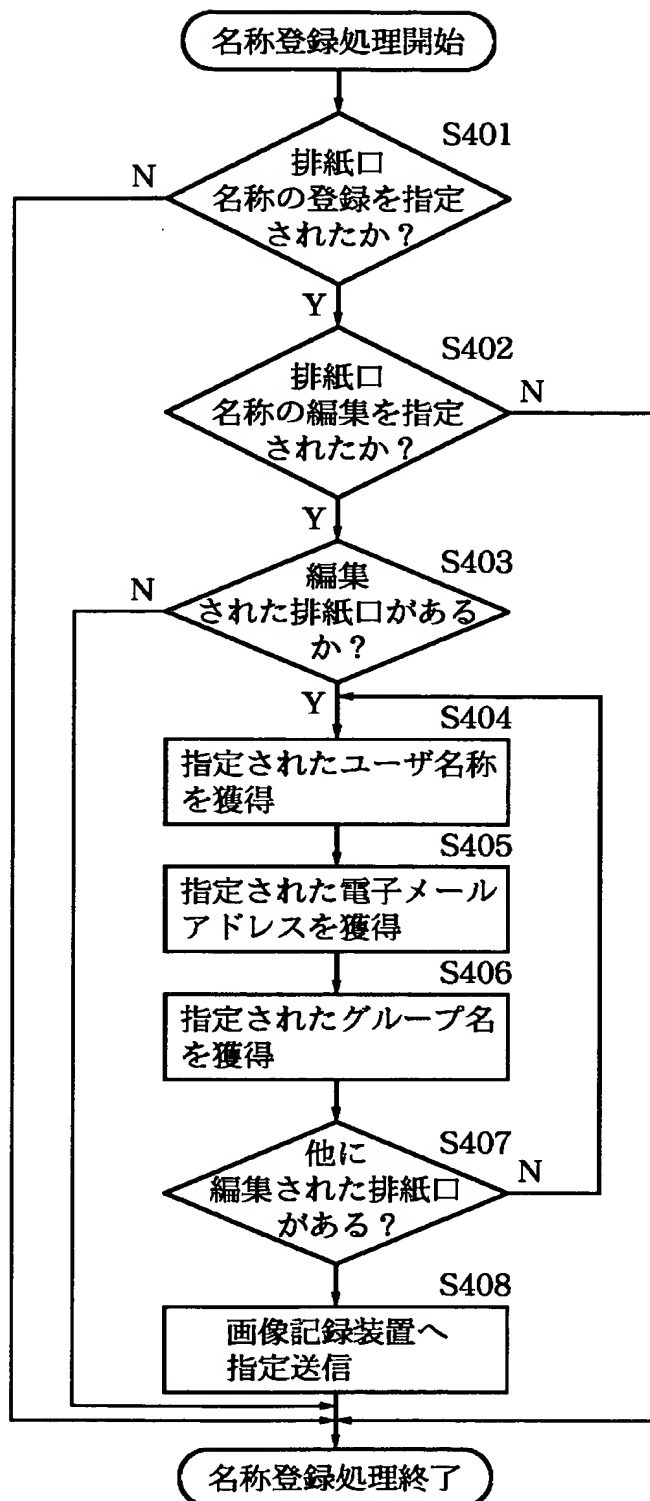 名称登録処理開始
S401
排紙口
名称の登録を指定
されたか？
N
Y
S402
排紙口
名称の編集を指定
されたか？
N
Y
S403
編集
された排紙口がある
か？
N
Y
S404
指定されたユーザ名称
を獲得
S405
指定された電子メール
アドレスを獲得
S406
指定されたグループ名
を獲得
S407
他に
編集された排紙口
がある？
N
S408
画像記録装置へ
指定送信
名称登録処理終了